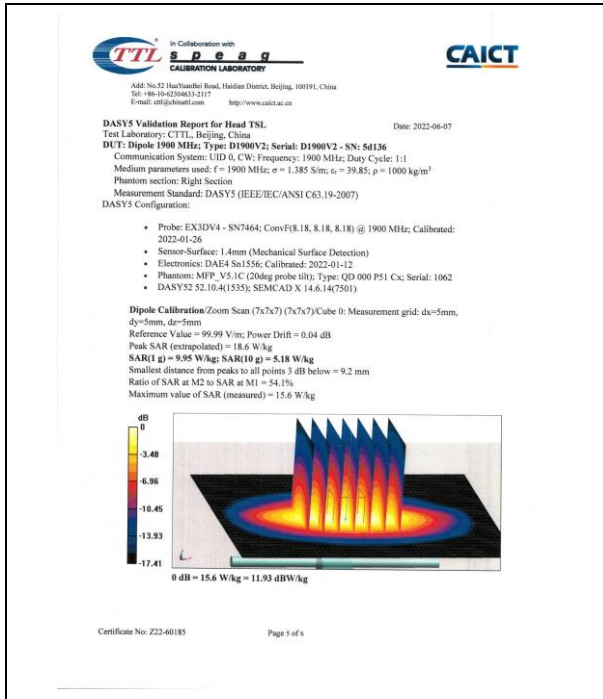 TTL
In Collaboration with
s p e a g
CALIBRATION LABORATORY
CAICT
Add: No.52 HuaYuanBei Road, Haidian District, Beijing, 100191, China
Tel: +86-10-62304633-2117
E-mail: cttl@chinattl.com http://www.caict.ac.cn
DASY5 Validation Report for Head TSL Date: 2022-06-07
Test Laboratory: CTTL, Beijing, China
DUT: Dipole 1900 MHz; Type: D1900V2; Serial: D1900V2 - SN: 5d136
Communication System: UID 0, CW; Frequency: 1900 MHz; Duty Cycle: 1:1
Medium parameters used: f = 1900 MHz; σ = 1.385 S/m; εr = 39.85; ρ = 1000 kg/m³
Phantom section: Right Section
Measurement Standard: DASY5 (IEEE/IEC/ANSI C63.19-2007)
DASY5 Configuration:
• Probe: EX3DV4 - SN7464; ConvF(8.18, 8.18, 8.18) @ 1900 MHz; Calibrated:
2022-01-26
• Sensor-Surface: 1.4mm (Mechanical Surface Detection)
• Electronics: DAE4 Sn1556; Calibrated: 2022-01-12
• Phantom: MFP_V5.1C (20deg probe tilt); Type: QD 000 P51 Cx; Serial: 1062
• DASY52 52.10.4(1535); SEMCAD X 14.6.14(7501)
Dipole Calibration/Zoom Scan (7x7x7) (7x7x7)/Cube 0: Measurement grid: dx=5mm,
dy=5mm, dz=5mm
Reference Value = 99.99 V/m; Power Drift = 0.04 dB
Peak SAR (extrapolated) = 18.6 W/kg
SAR(1 g) = 9.95 W/kg; SAR(10 g) = 5.18 W/kg
Smallest distance from peaks to all points 3 dB below = 9.2 mm
Ratio of SAR at M2 to SAR at M1 = 54.1%
Maximum value of SAR (measured) = 15.6 W/kg
dB
0
-3.48
-6.96
-10.45
-13.93
-17.41
0 dB = 15.6 W/kg = 11.93 dBW/kg
Certificate No: Z22-60185 Page 5 of 6